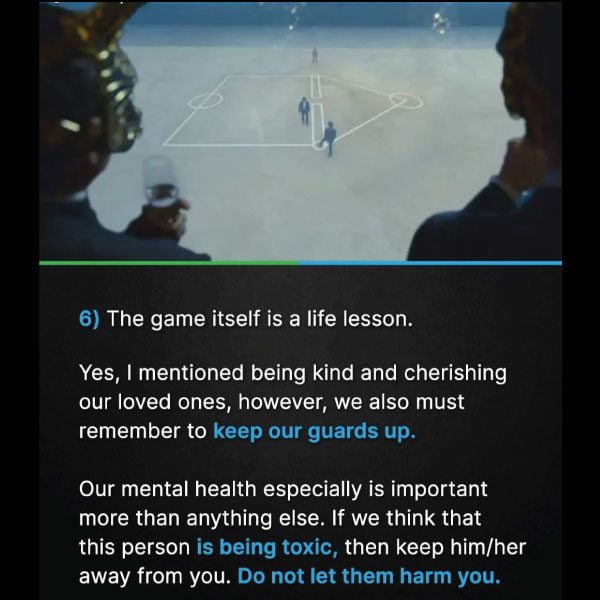 6) The game itself is a life lesson.
Yes, I mentioned being kind and cherishing
our loved ones, however, we also must
remember to keep our guards up.
Our mental health especially is important
more than anything else. If we think that
this person is being toxic, then keep him/her
away from you. Do not let them harm you.